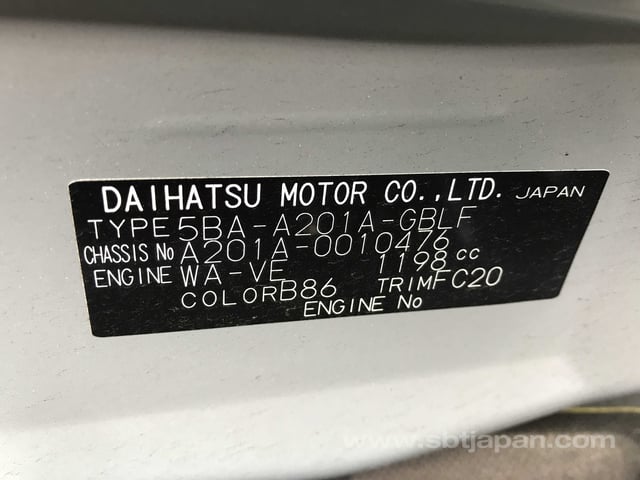 DAIHATSU MOTOR CO.,LTD. JAPAN
TYPE 5BA-A201A-GBLF
CHASSIS No A201A-0010476
ENGINE WA-VE 1198 cc
COLOR B86 TRIM FC20
ENGINE No
www.sbtjapan.com